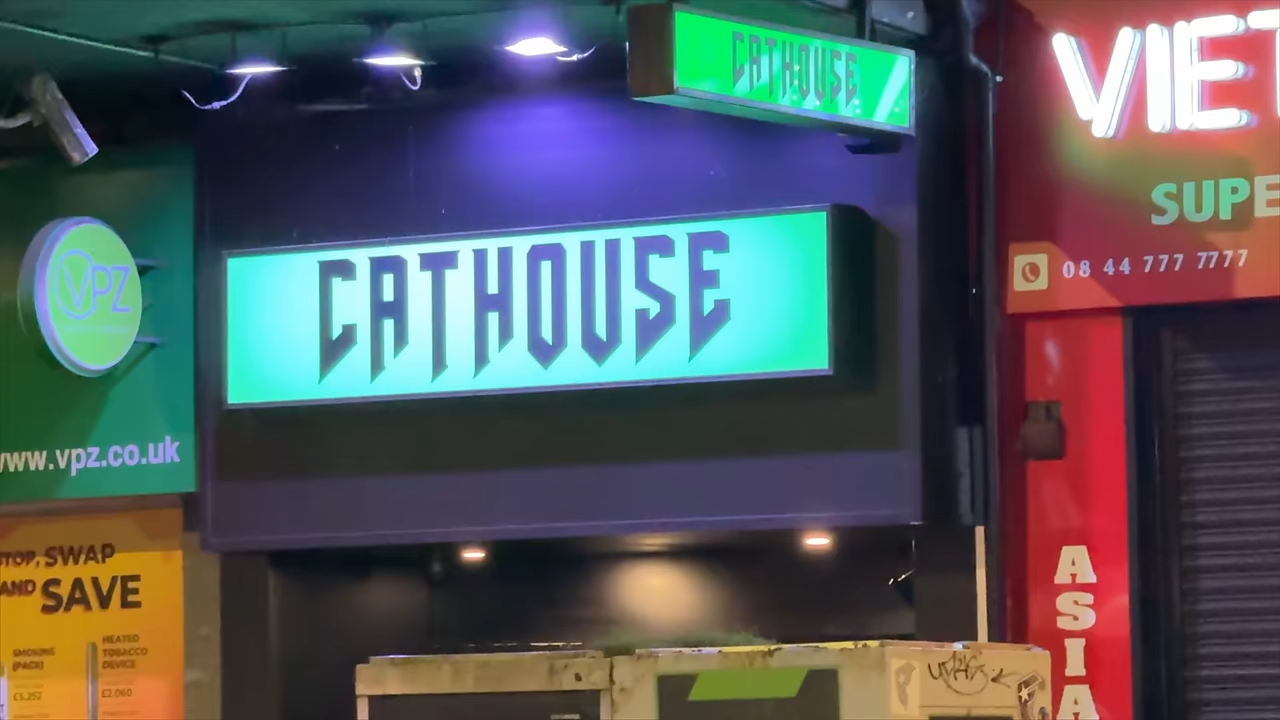 CATHOUSE
VIET
SUPE
08 44 777 7777
CATHOUSE
VPZ
www.vpz.co.uk
STOP, SWAP
AND SAVE
SMOKING
(PACK)
£5,252
HEATED
TOBACCO
DEVICE
£2,060
ASIA